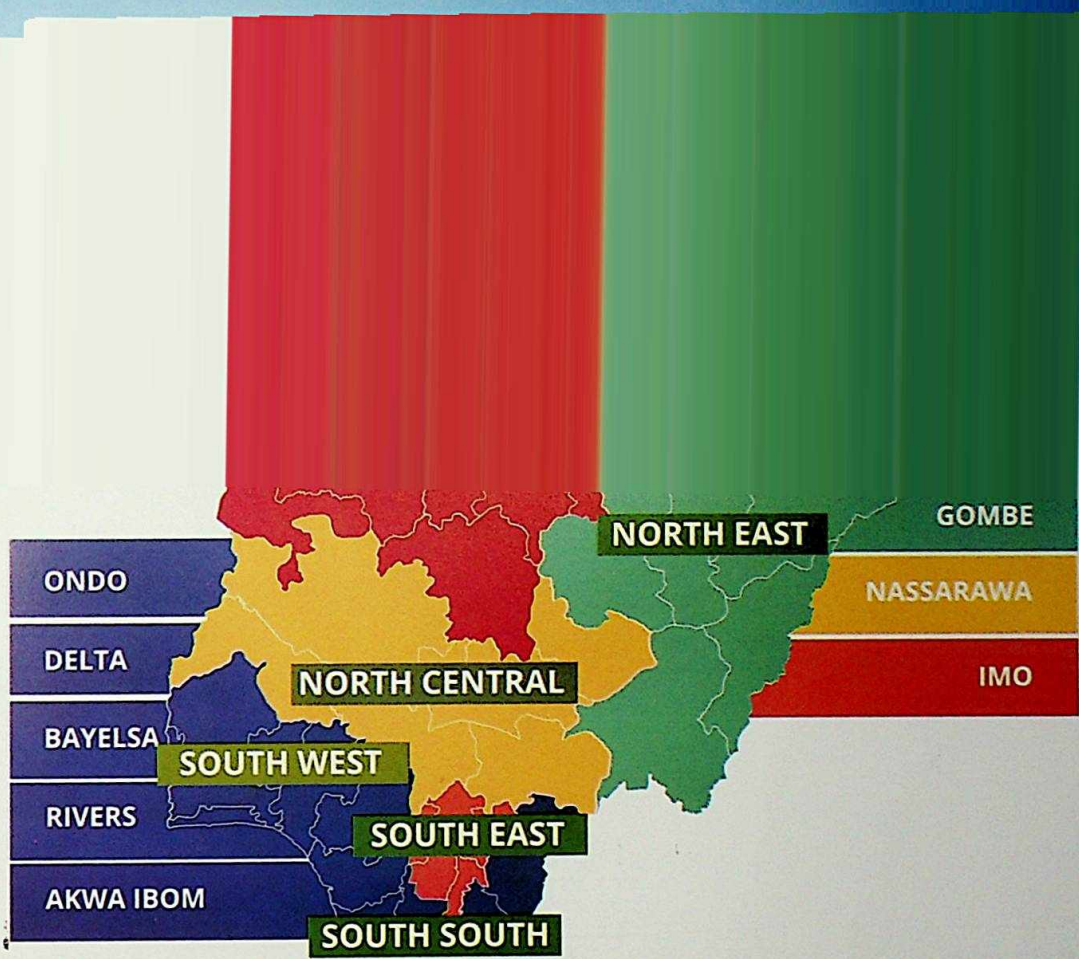 ONDO
DELTA
BAYELSA
RIVERS
AKWA IBOM
NORTH EAST
NORTH CENTRAL
SOUTH WEST
SOUTH EAST
SOUTH SOUTH
GOMBE
NASSARAWA
IMO